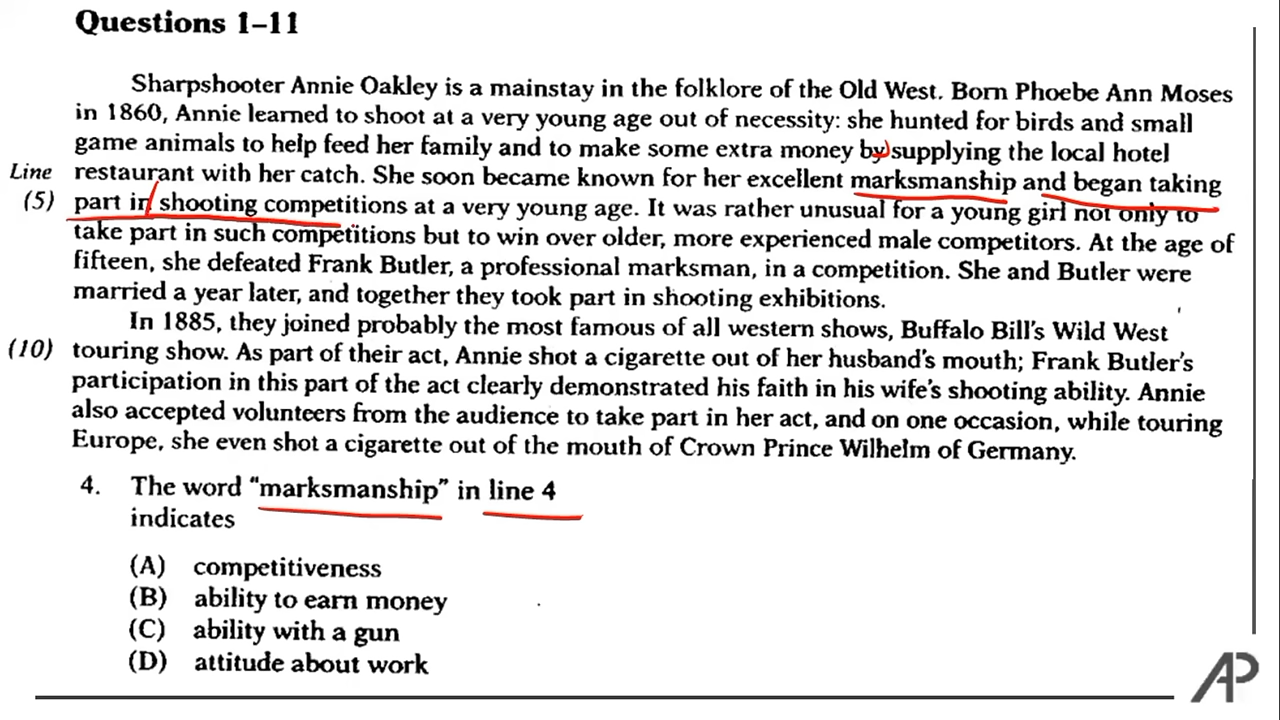 Questions 1–11
Sharpshooter Annie Oakley is a mainstay in the folklore of the Old West. Born Phoebe Ann Moses
in 1860, Annie learned to shoot at a very young age out of necessity: she hunted for birds and small
game animals to help feed her family and to make some extra money by supplying the local hotel
Line restaurant with her catch. She soon became known for her excellent marksmanship and began taking
(5) part in shooting competitions at a very young age. It was rather unusual for a young girl not only to
take part in such competitions but to win over older, more experienced male competitors. At the age of
fifteen, she defeated Frank Butler, a professional marksman, in a competition. She and Butler were
married a year later, and together they took part in shooting exhibitions.
In 1885, they joined probably the most famous of all western shows, Buffalo Bill's Wild West
(10) touring show. As part of their act, Annie shot a cigarette out of her husband's mouth; Frank Butler's
participation in this part of the act clearly demonstrated his faith in his wife's shooting ability. Annie
also accepted volunteers from the audience to take part in her act, and on one occasion, while touring
Europe, she even shot a cigarette out of the mouth of Crown Prince Wilhelm of Germany.
4. The word "marksmanship" in line 4
indicates
(A) competitiveness
(B) ability to earn money
(C) ability with a gun
(D) attitude about work
AP